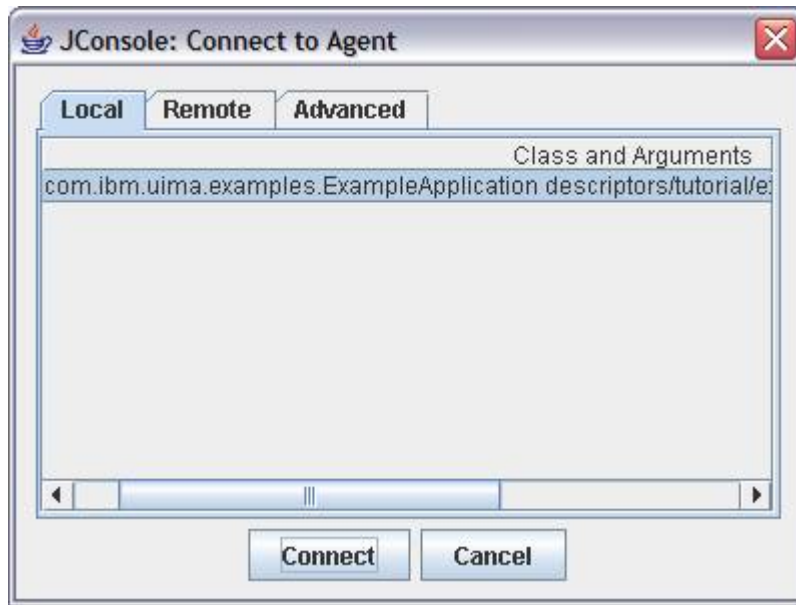 JConsole: Connect to Agent
Local Remote Advanced
Class and Arguments
com.ibm.uima.examples.ExampleApplication descriptors/tutorial/e
Connect Cancel